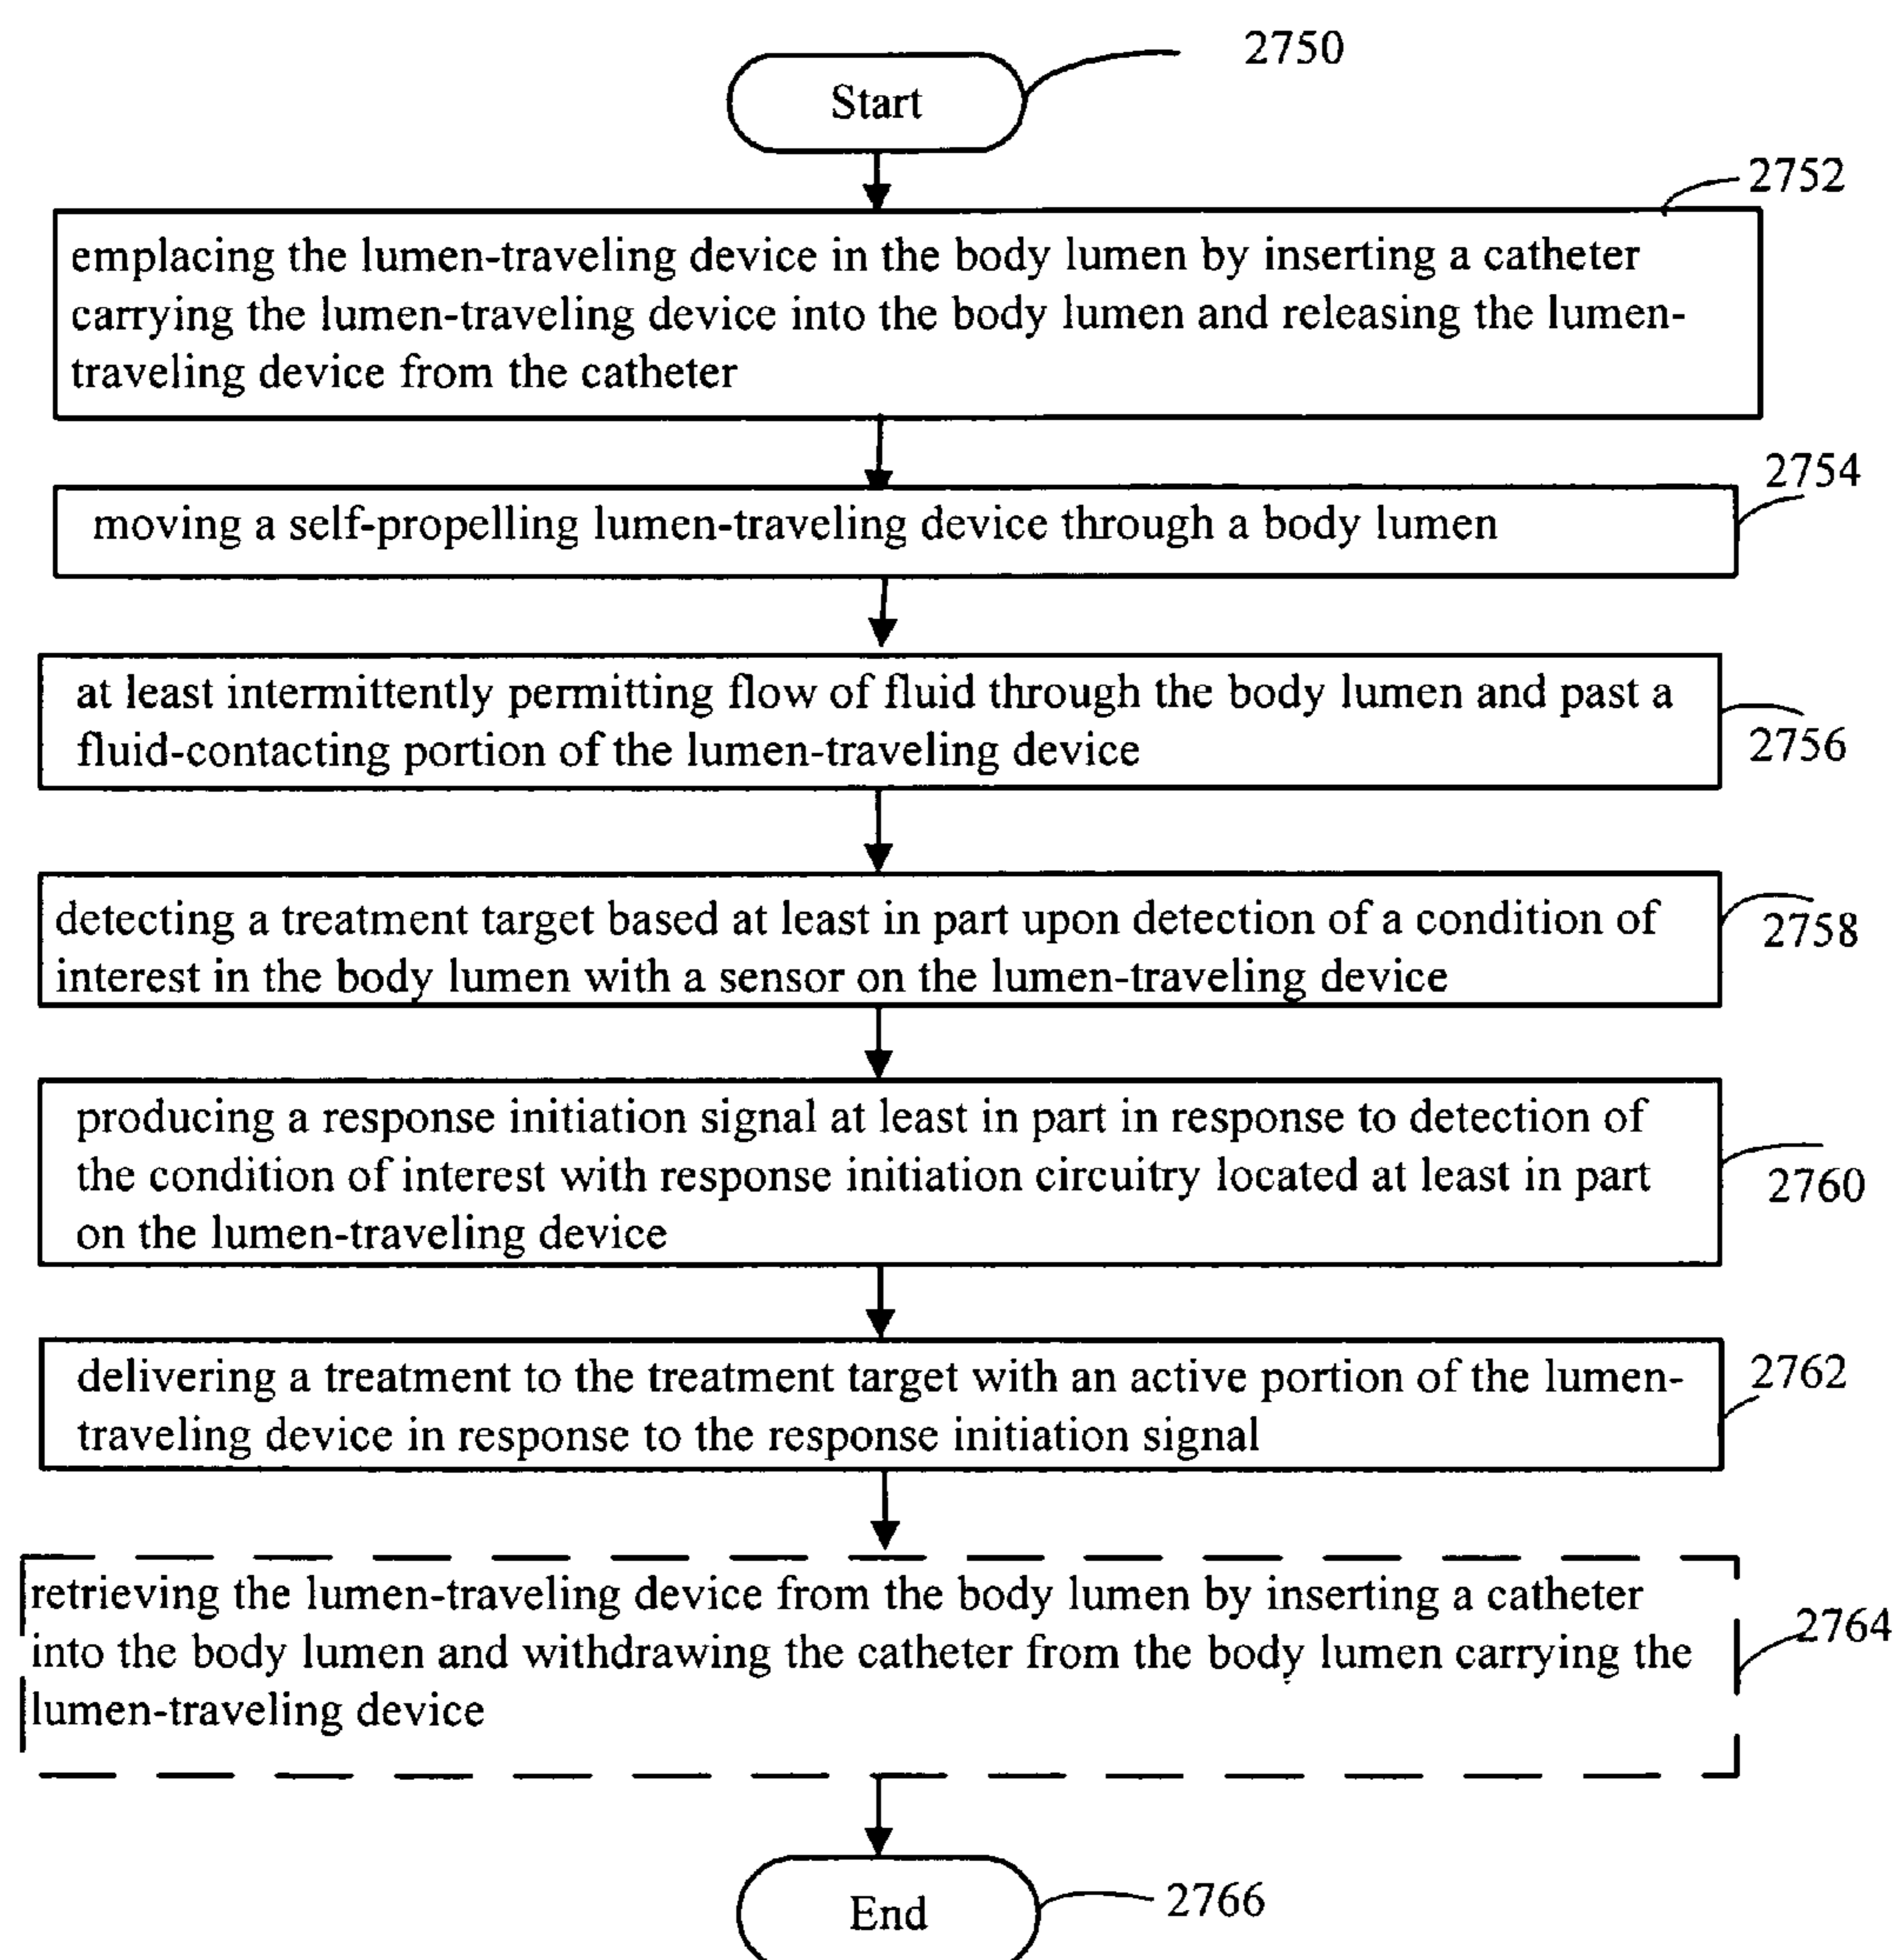 2750
Start
2752
emplacing the lumen-traveling device in the body lumen by inserting a catheter
carrying the lumen-traveling device into the body lumen and releasing the lumen-
traveling device from the catheter
2754
moving a self-propelling lumen-traveling device through a body lumen
at least intermittently permitting flow of fluid through the body lumen and past a
fluid-contacting portion of the lumen-traveling device
2756
detecting a treatment target based at least in part upon detection of a condition of
interest in the body lumen with a sensor on the lumen-traveling device
2758
producing a response initiation signal at least in part in response to detection of
the condition of interest with response initiation circuitry located at least in part
on the lumen-traveling device
2760
delivering a treatment to the treatment target with an active portion of the lumen-
traveling device in response to the response initiation signal
2762
retrieving the lumen-traveling device from the body lumen by inserting a catheter
into the body lumen and withdrawing the catheter from the body lumen carrying the
lumen-traveling device
2764
End
2766